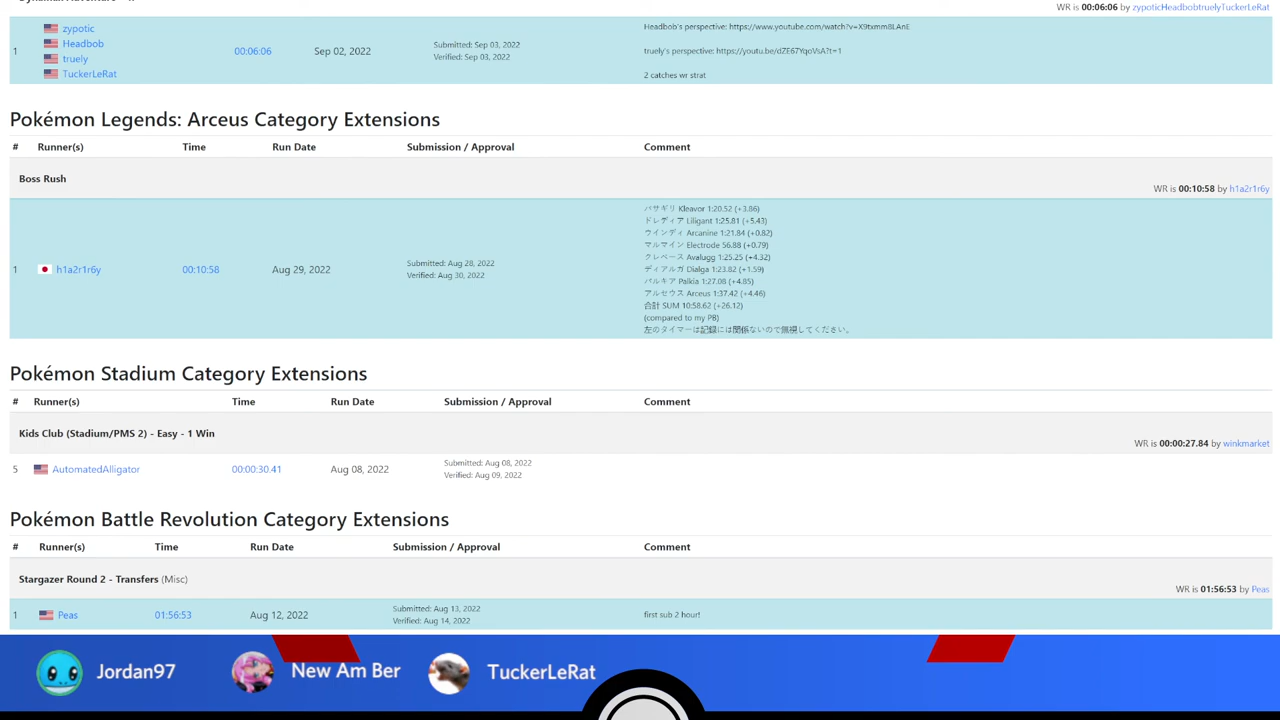 WR is 00:06:06 by zypoticHeadbobtruelyTuckerLeRat
1 zypotic Headbob truely TuckerLeRat 00:06:06 Sep 02, 2022 Submitted: Sep 03, 2022 Verified: Sep 03, 2022
Headbob's perspective: https://www.youtube.com/watch?v=X9txmm8LAnE
truely's perspective: https://youtu.be/dZE67YqoVsA?t=1
2 catches wr strat
Pokémon Legends: Arceus Category Extensions
# Runner(s) Time Run Date Submission / Approval Comment
Boss Rush
WR is 00:10:58 by h1a2r1r6y
1 h1a2r1r6y 00:10:58 Aug 29, 2022 Submitted: Aug 28, 2022 Verified: Aug 30, 2022
バサギリ Kleavor 1:20.52 (+3.86)
ドレディア Liligant 1:25.81 (+5.43)
ウインディ Arcanine 1:21.84 (+0.82)
マルマイン Electrode 56.88 (+0.79)
クレベース Avalugg 1:25.25 (+4.32)
ディアルガ Dialga 1:23.82 (+1.59)
パルキア Palkia 1:27.08 (+4.85)
アルセウス Arceus 1:37.42 (+4.46)
合計 SUM 10:58.62 (+26.12)
(compared to my PB)
左のタイマーは記録には関係ないので無視してください。
Pokémon Stadium Category Extensions
# Runner(s) Time Run Date Submission / Approval Comment
Kids Club (Stadium/PMS 2) - Easy - 1 Win
WR is 00:00:27.84 by winkmarket
5 AutomatedAlligator 00:00:30.41 Aug 08, 2022 Submitted: Aug 08, 2022 Verified: Aug 09, 2022
Pokémon Battle Revolution Category Extensions
# Runner(s) Time Run Date Submission / Approval Comment
Stargazer Round 2 - Transfers (Misc)
WR is 01:56:53 by Peas
1 Peas 01:56:53 Aug 12, 2022 Submitted: Aug 13, 2022 Verified: Aug 14, 2022 first sub 2 hour!
Jordan97 New Am Ber TuckerLeRat